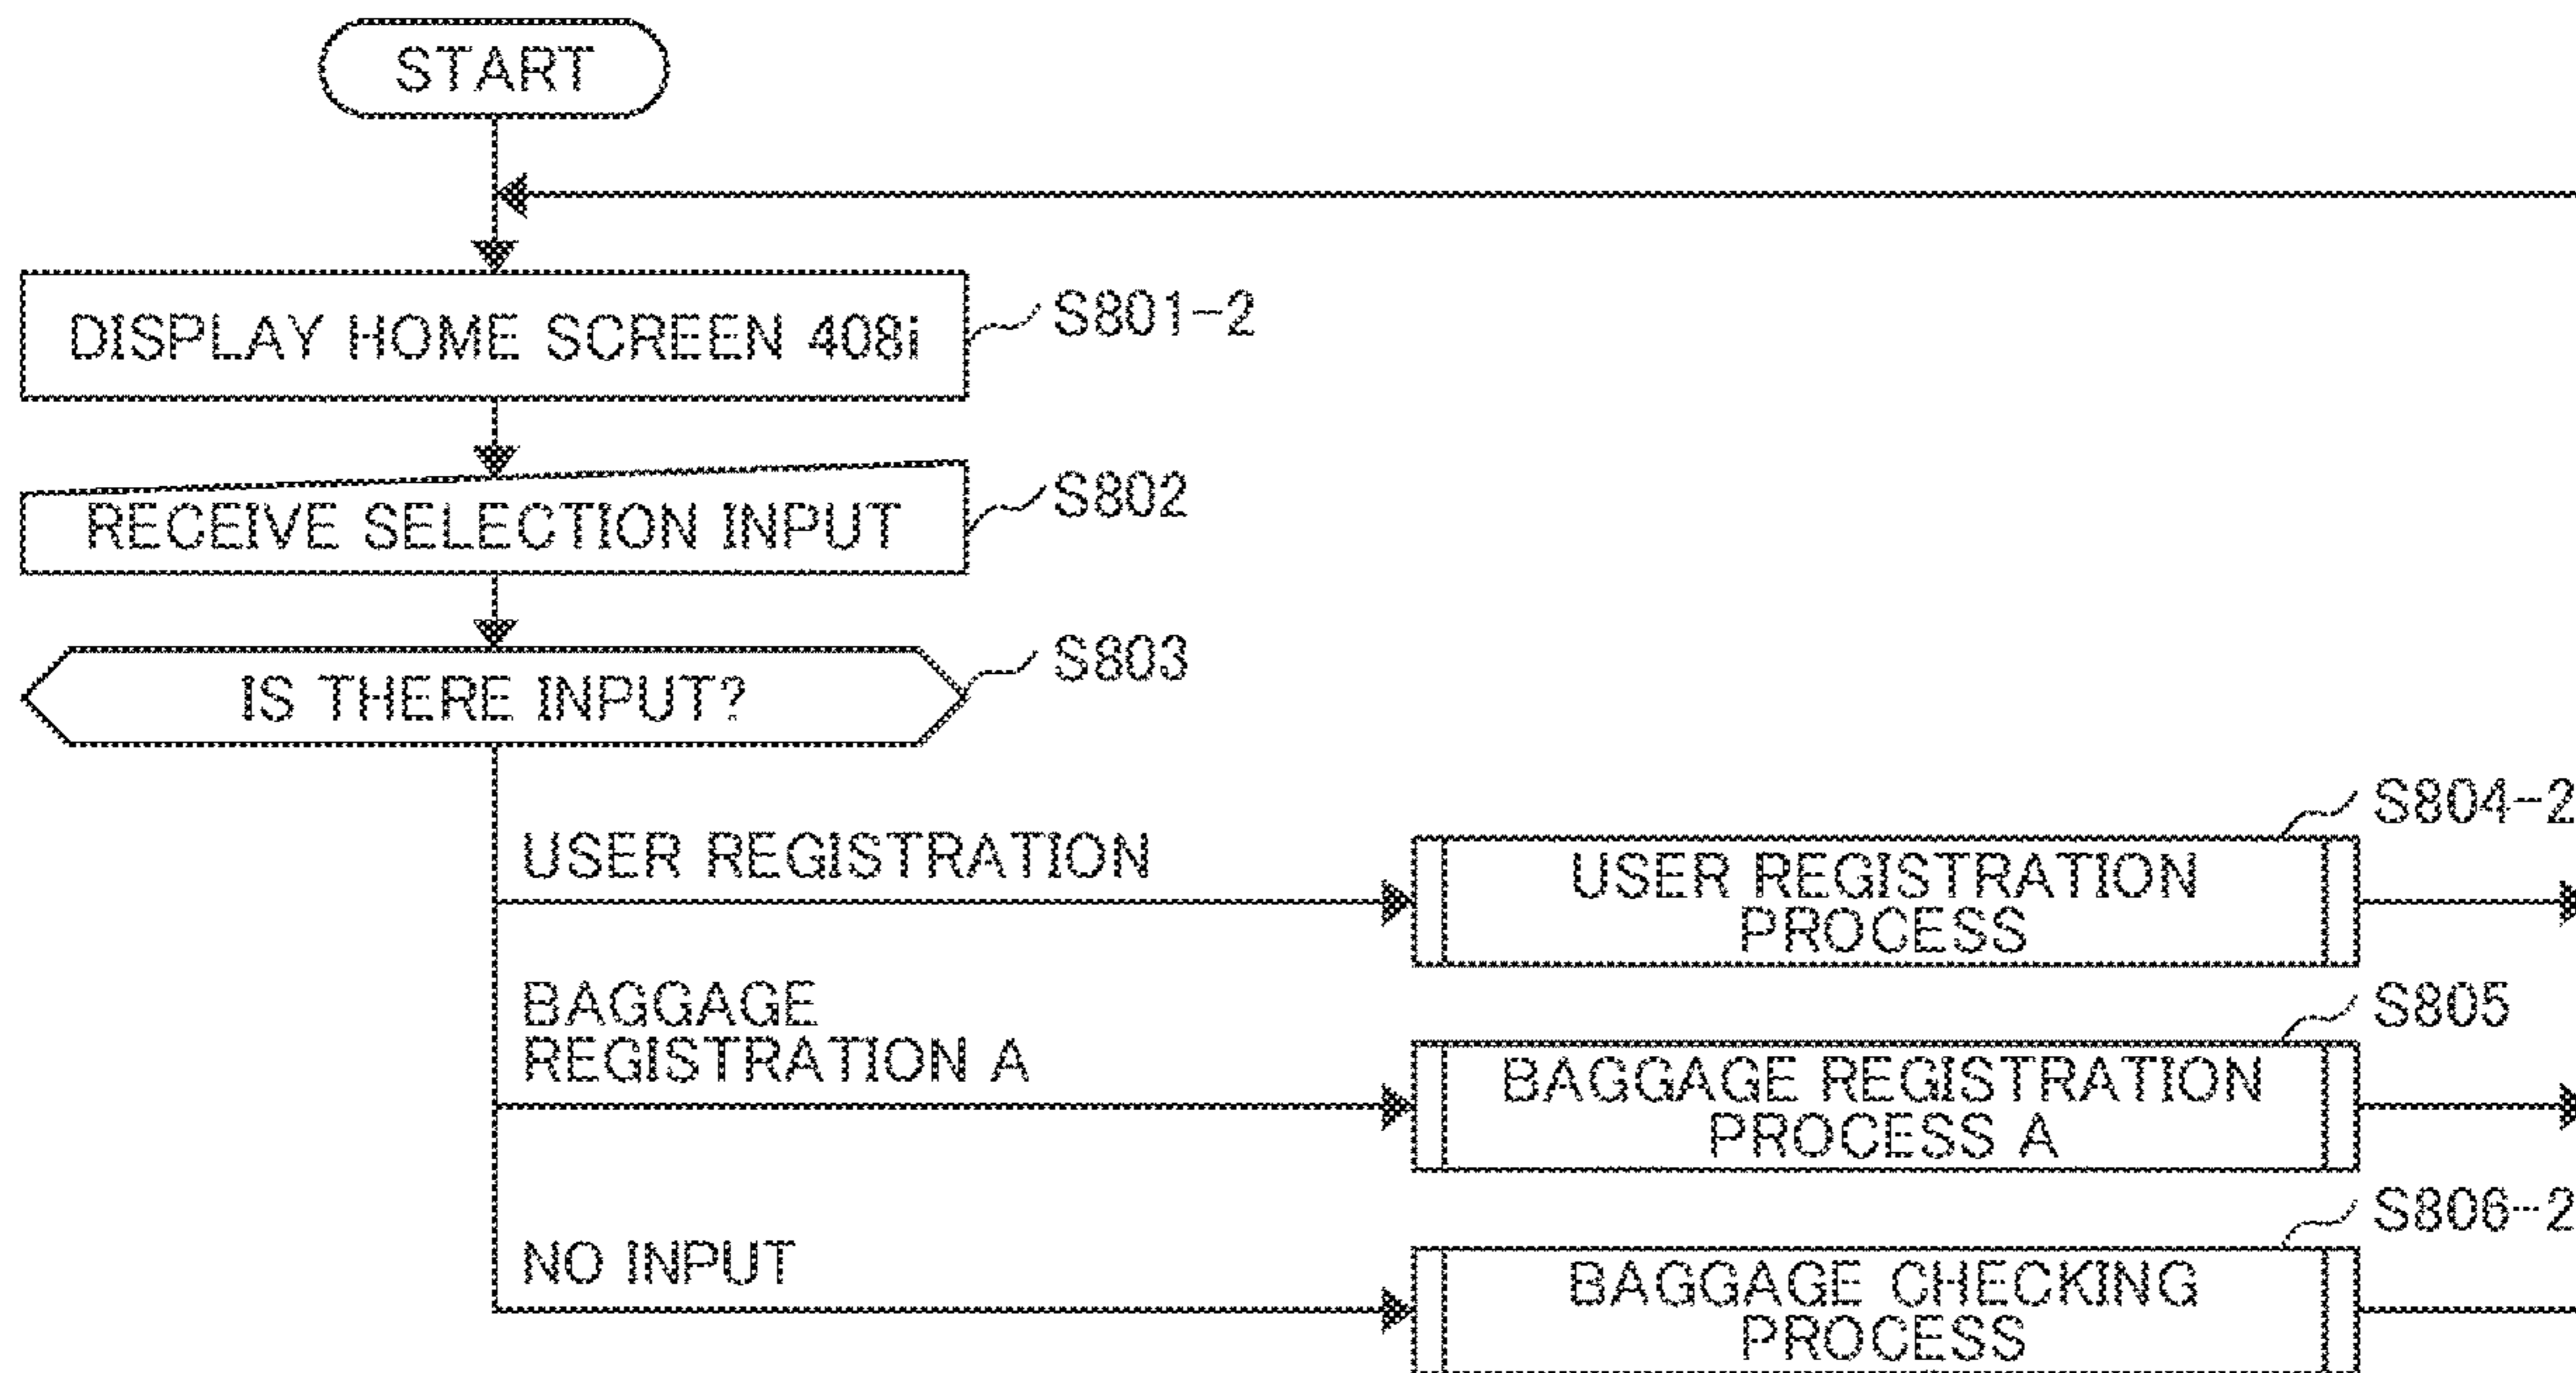 START
DISPLAY HOME SCREEN 408i
S801-2
RECEIVE SELECTION INPUT
S802
IS THERE INPUT?
S803
USER REGISTRATION
S804-2
USER REGISTRATION
PROCESS
BAGGAGE
REGISTRATION A
S805
BAGGAGE REGISTRATION
PROCESS A
NO INPUT
S806-2
BAGGAGE CHECKING
PROCESS